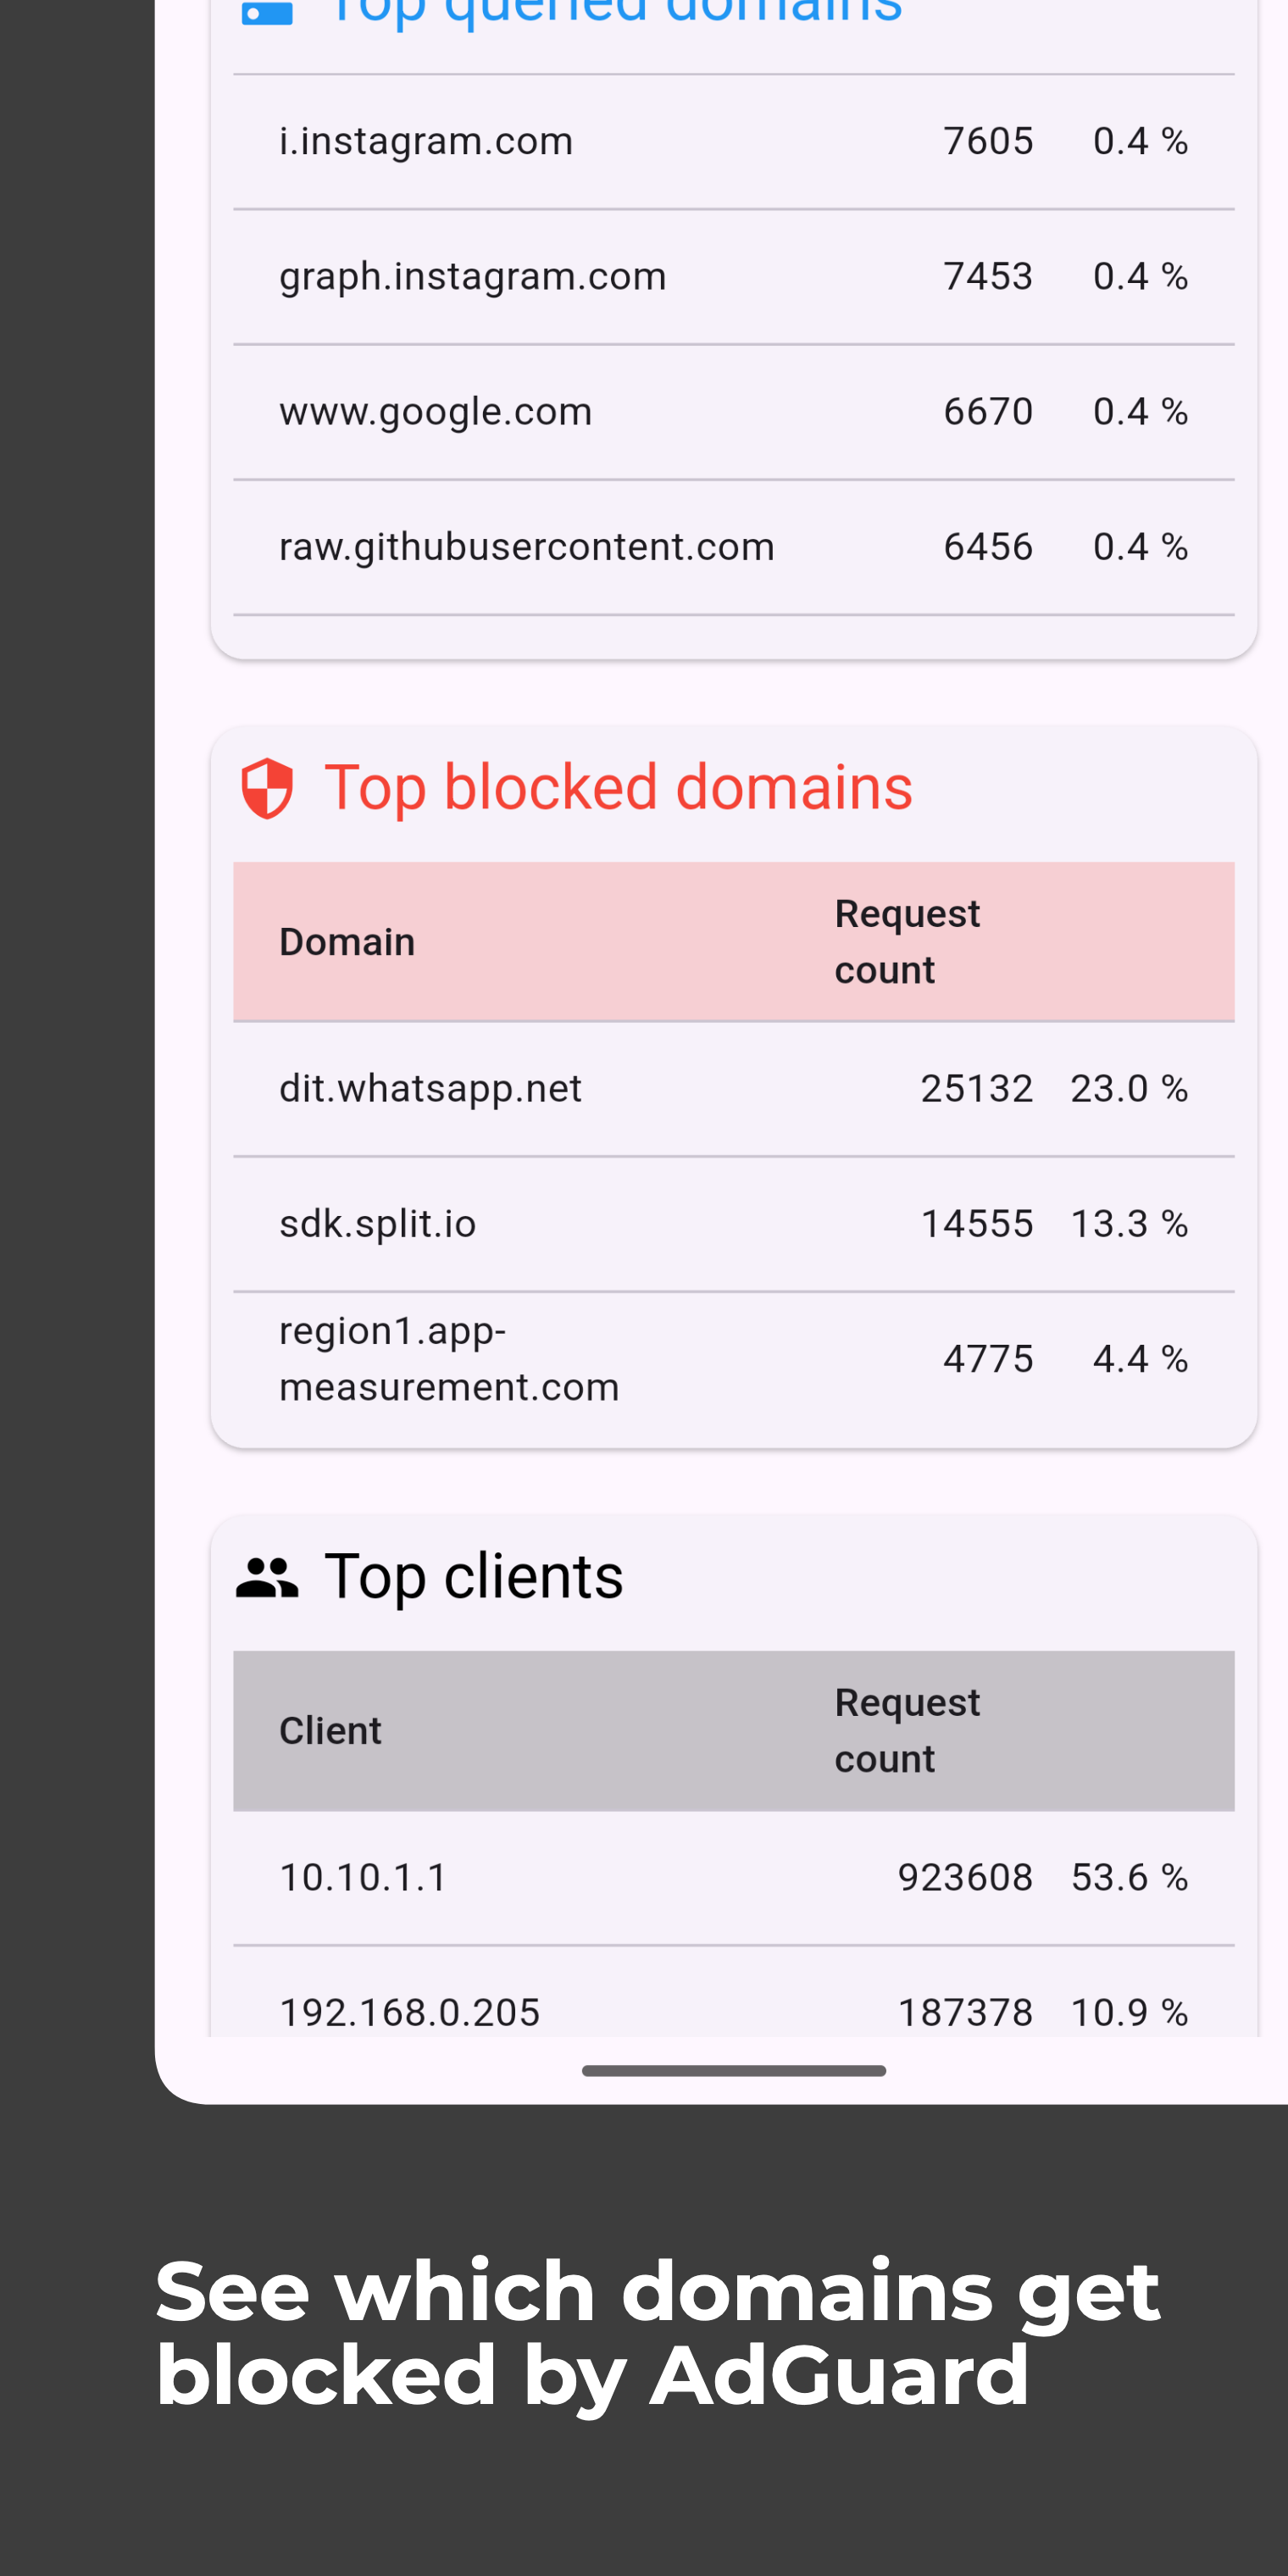 Top queried domains
i.instagram.com 7605 0.4 %
graph.instagram.com 7453 0.4 %
www.google.com 6670 0.4 %
raw.githubusercontent.com 6456 0.4 %
Top blocked domains
Domain Request
count
dit.whatsapp.net 25132 23.0 %
sdk.split.io 14555 13.3 %
region1.app-
measurement.com 4775 4.4 %
Top clients
Client Request
count
10.10.1.1 923608 53.6 %
192.168.0.205 187378 10.9 %
See which domains get
blocked by AdGuard